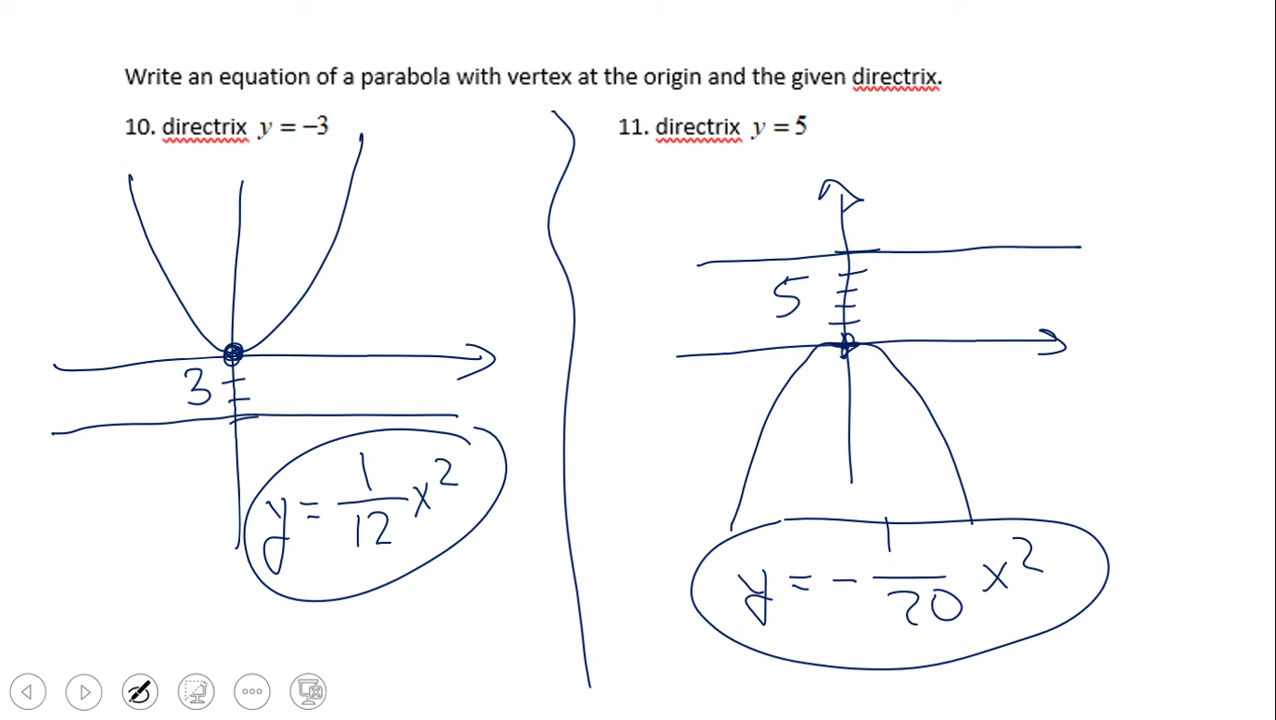 Write an equation of a parabola with vertex at the origin and the given directrix.
10. directrix y = −3
11. directrix y = 5
3
y = 1/12 x²
5
y = - 1/20 x²